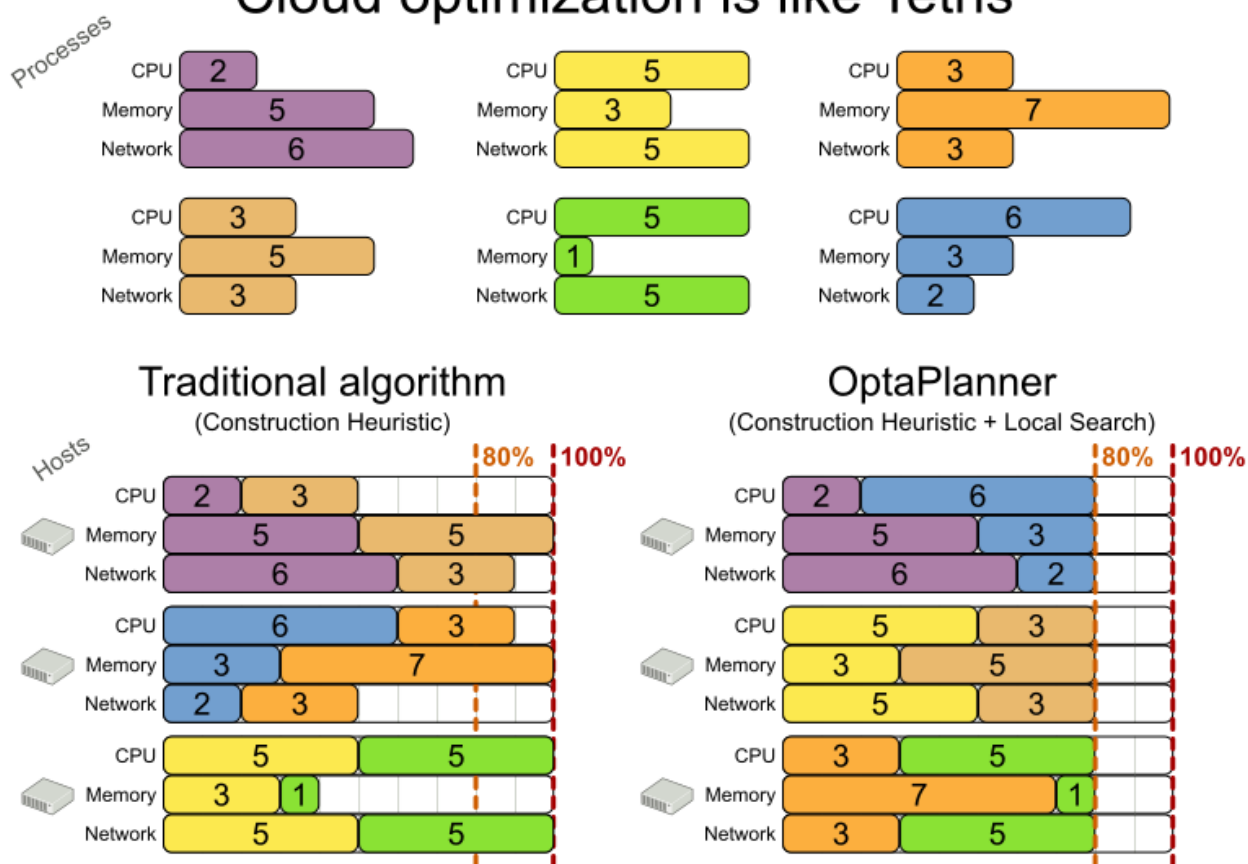 Cloud optimization is like Tetris
Processes
CPU 2
Memory 5
Network 6
CPU 5
Memory 3
Network 5
CPU 3
Memory 7
Network 3
CPU 3
Memory 5
Network 3
CPU 5
Memory 1
Network 5
CPU 6
Memory 3
Network 2
Traditional algorithm
(Construction Heuristic)
Hosts
80% 100%
CPU 2 3
Memory 5 5
Network 6 3
CPU 6 3
Memory 3 7
Network 2 3
CPU 5 5
Memory 3 1
Network 5 5
OptaPlanner
(Construction Heuristic + Local Search)
80% 100%
CPU 2 6
Memory 5 3
Network 6 2
CPU 5 3
Memory 3 5
Network 5 3
CPU 3 5
Memory 7 1
Network 3 5